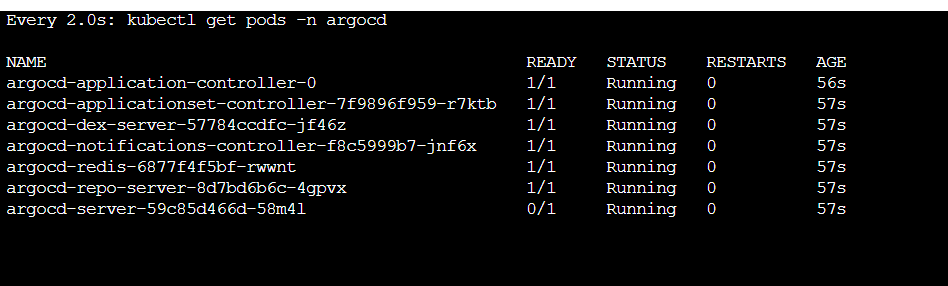 Every 2.0s: kubectl get pods -n argocd
NAME READY STATUS RESTARTS AGE
argocd-application-controller-0 1/1 Running 0 56s
argocd-applicationset-controller-7f9896f959-r7ktb 1/1 Running 0 57s
argocd-dex-server-57784ccdfc-jf46z 1/1 Running 0 57s
argocd-notifications-controller-f8c5999b7-jnf6x 1/1 Running 0 57s
argocd-redis-6877f4f5bf-rwwnt 1/1 Running 0 57s
argocd-repo-server-8d7bd6b6c-4gpvx 1/1 Running 0 57s
argocd-server-59c85d466d-58m4l 0/1 Running 0 57s